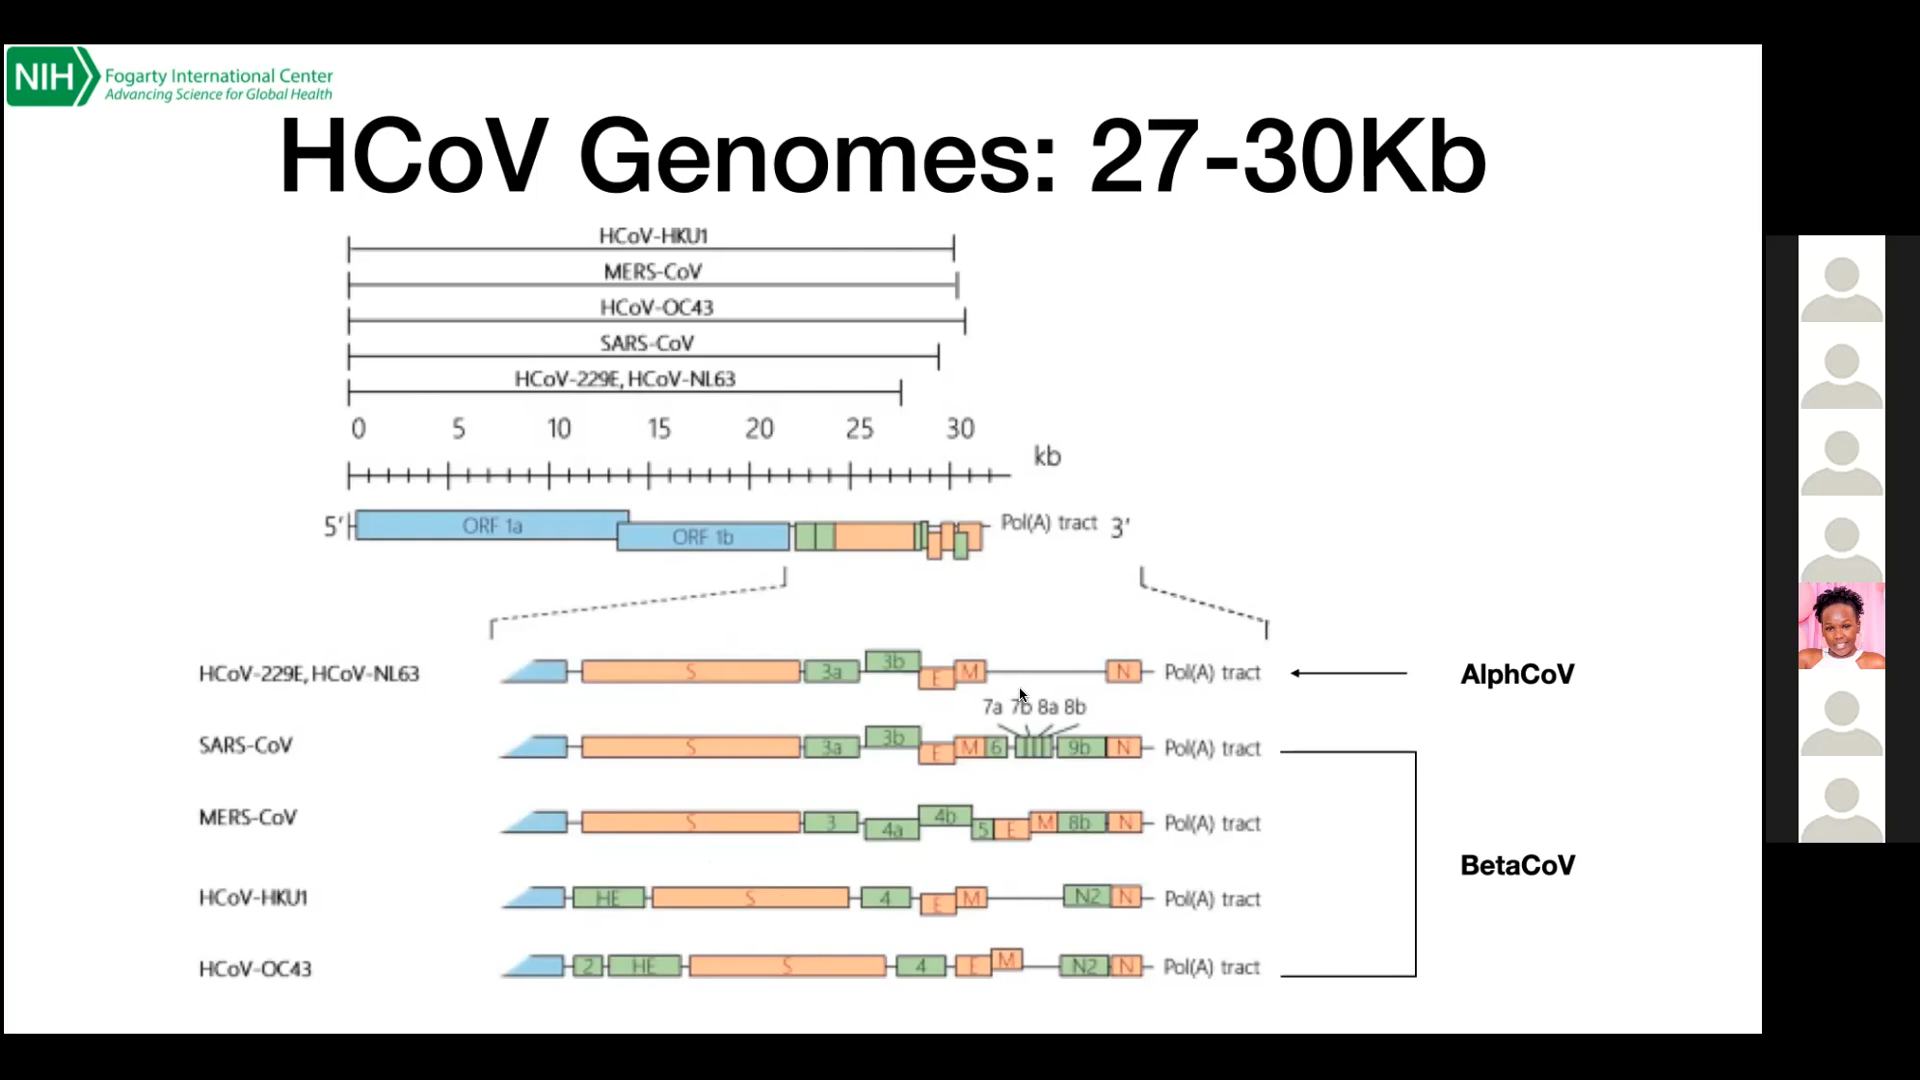 NIH Fogarty International Center
Advancing Science for Global Health
HCoV Genomes: 27-30Kb
HCoV-HKU1
MERS-CoV
HCoV-OC43
SARS-CoV
HCoV-229E, HCoV-NL63
0 5 10 15 20 25 30
kb
5' ORF 1a ORF 1b Pol(A) tract 3'
HCoV-229E, HCoV-NL63 S 3a 3b E M N Pol(A) tract AlphCoV
7a 7b 8a 8b
SARS-CoV S 3a 3b E M 6 9b N Pol(A) tract
MERS-CoV S 3 4a 4b 5 E M 8b N Pol(A) tract
BetaCoV
HCoV-HKU1 HE S 4 E M N2 N Pol(A) tract
HCoV-OC43 2 HE S 4 E M N2 N Pol(A) tract